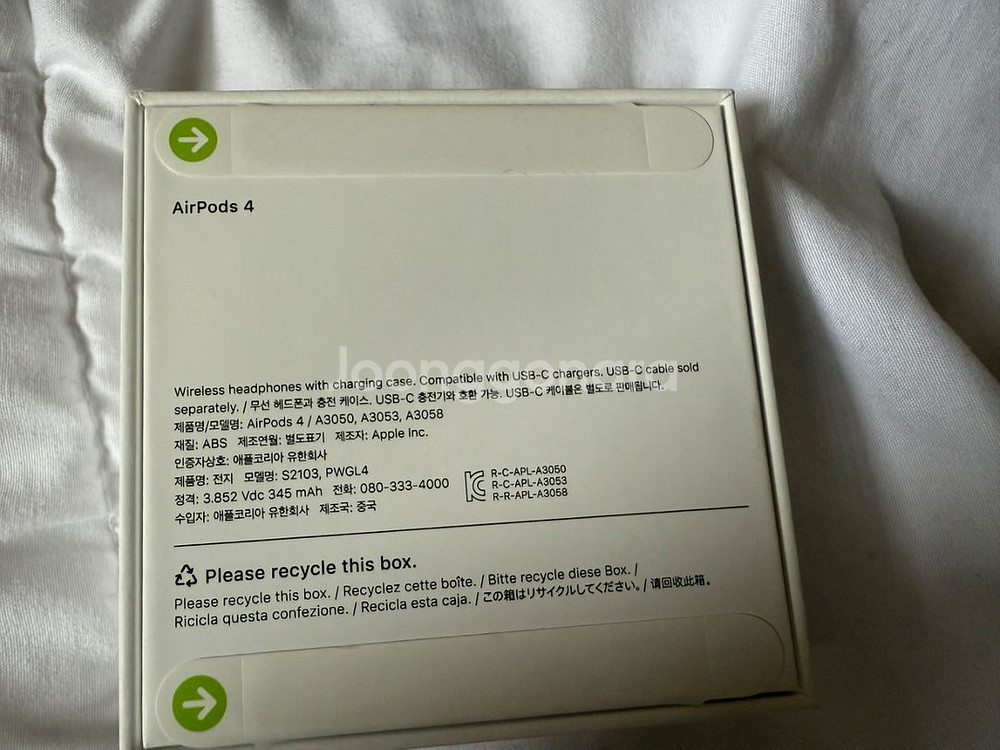 AirPods 4
Wireless headphones with charging case. Compatible with USB-C chargers. USB-C cable sold
separately. / 무선 헤드폰과 충전 케이스. USB-C 충전기와 호환 가능. USB-C 케이블은 별도로 판매됩니다.
제품명/모델명: AirPods 4 / A3050, A3053, A3058
재질: ABS 제조연월: 별도표기 제조자: Apple Inc.
인증자상호: 애플코리아 유한회사
제품명: 전지 모델명: S2103, PWGL4
정격: 3.852 Vdc 345 mAh 전화: 080-333-4000
수입자: 애플코리아 유한회사 제조국: 중국
R-C-APL-A3050
R-C-APL-A3053
R-R-APL-A3058
Please recycle this box.
Please recycle this box. / Recyclez cette boîte. / Bitte recycle diese Box. /
Ricicla questa confezione. / Recicla esta caja. / この箱はリサイクルしてください。/ 请回收此箱。
joonggonara